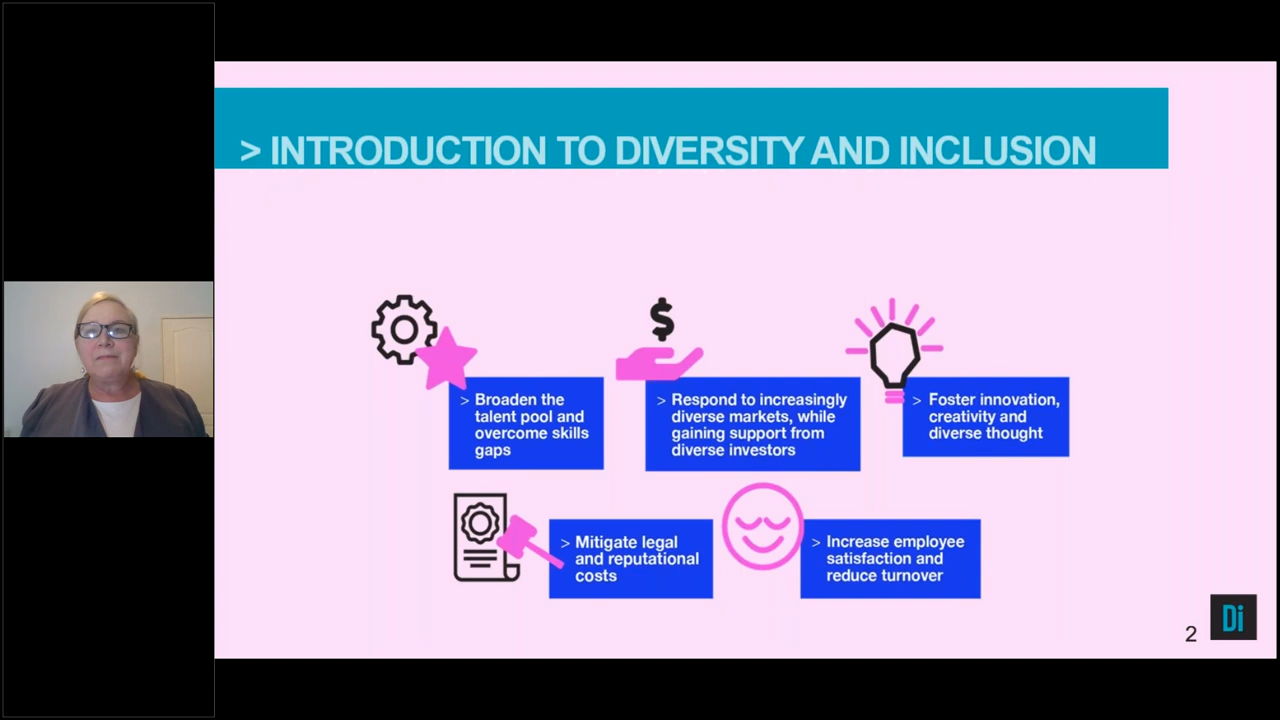 > INTRODUCTION TO DIVERSITY AND INCLUSION
$
> Broaden the
talent pool and
overcome skills
gaps
> Respond to increasingly
diverse markets, while
gaining support from
diverse investors
> Foster innovation,
creativity and
diverse thought
> Mitigate legal
and reputational
costs
> Increase employee
satisfaction and
reduce turnover
2
Di